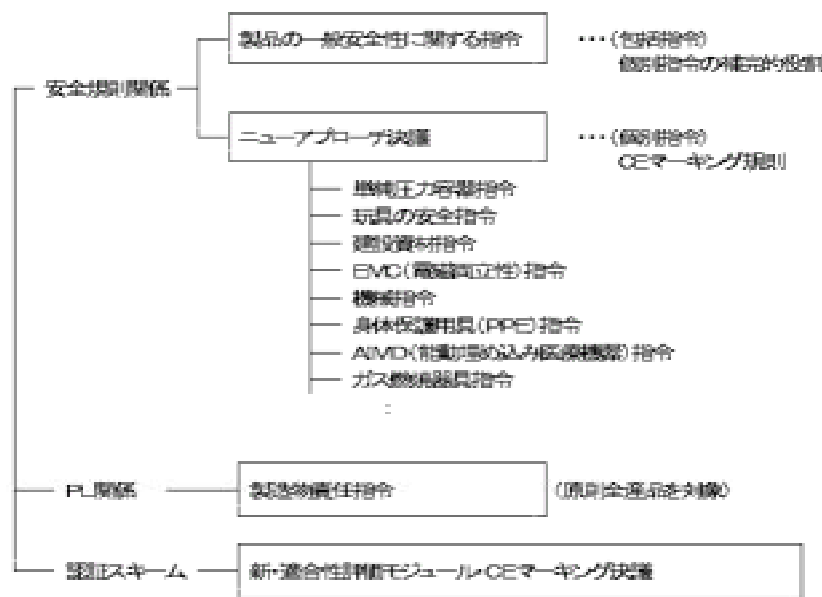 製品の一般安全性に関する指令
・・・(包括指令)
個別指令の補完的役割
安全規則関係
ニューアプローチ決議
・・・(個別指令)
CEマーキング規則
単純圧力容器指令
玩具の安全指令
建設資材指令
EMC(電磁両立性)指令
機械指令
身体保護用具(PPE)指令
AIMD(能動埋め込み医療機器)指令
ガス燃焼器具指令
:
PL関係
製造物責任指令
(原則全産品を対象)
認証スキーム
新・適合性評価モジュール・CEマーキング決議